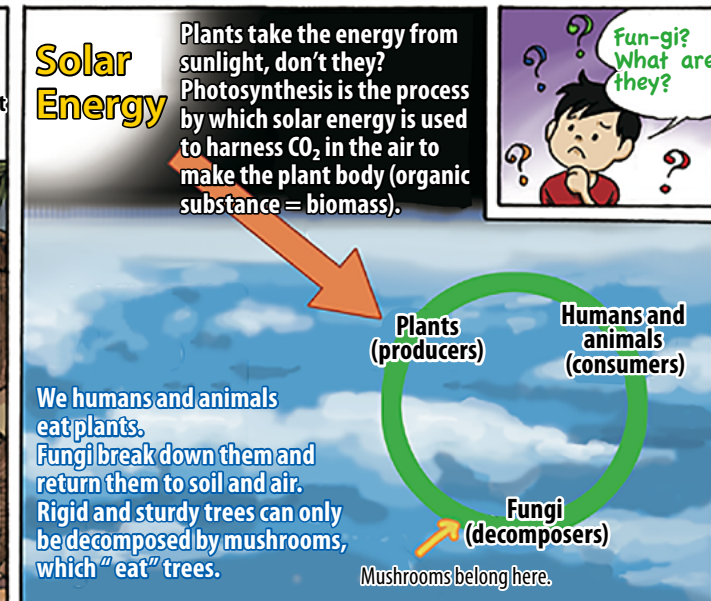 Solar
Energy
Plants take the energy from
sunlight, don't they?
Photosynthesis is the process
by which solar energy is used
to harness CO₂ in the air to
make the plant body (organic
substance = biomass).
Fun-gi?
What are
they?
?
?
?
?
Plants
(producers)
Humans and
animals
(consumers)
We humans and animals
eat plants.
Fungi break down them and
return them to soil and air.
Rigid and sturdy trees can only
be decomposed by mushrooms,
which “ eat” trees.
Fungi
(decomposers)
Mushrooms belong here.